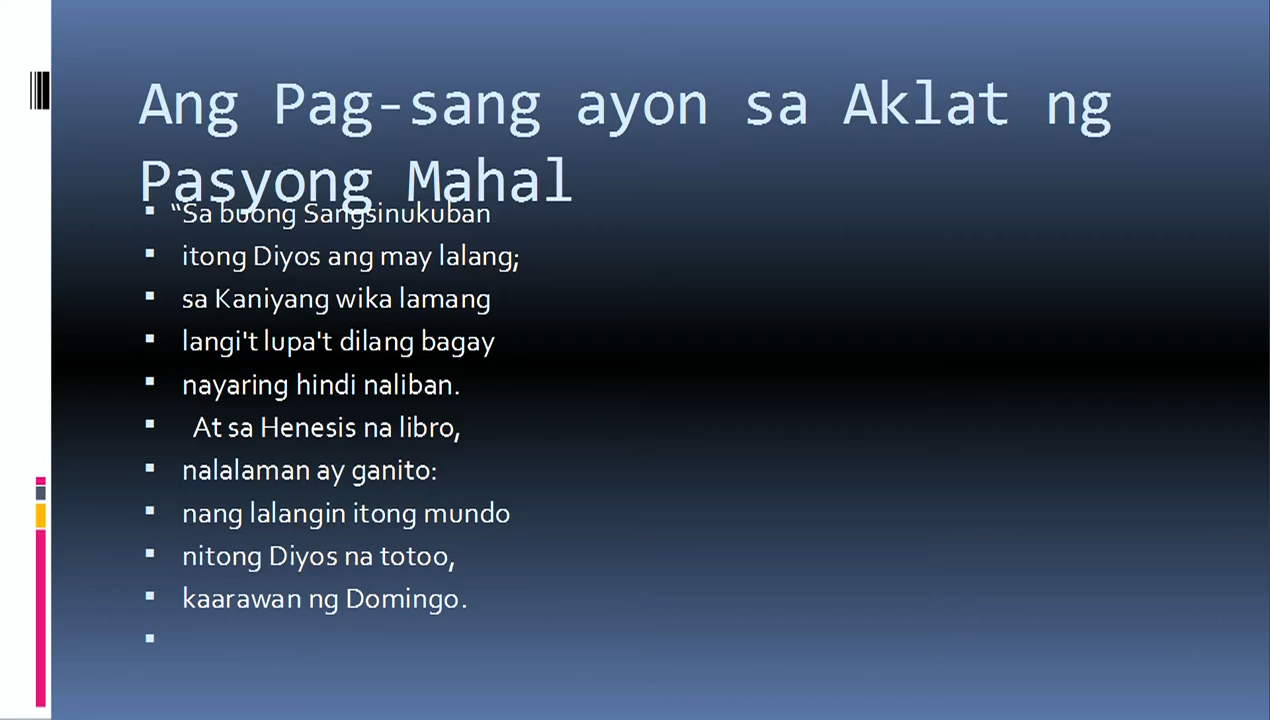 Ang Pag-sang ayon sa Aklat ng
Pasyong Mahal
“Sa buong Sangsinukuban
itong Diyos ang may lalang;
sa Kaniyang wika lamang
langi't lupa't dilang bagay
nayaring hindi naliban.
At sa Henesis na libro,
nalalaman ay ganito:
nang lalangin itong mundo
nitong Diyos na totoo,
kaarawan ng Domingo.